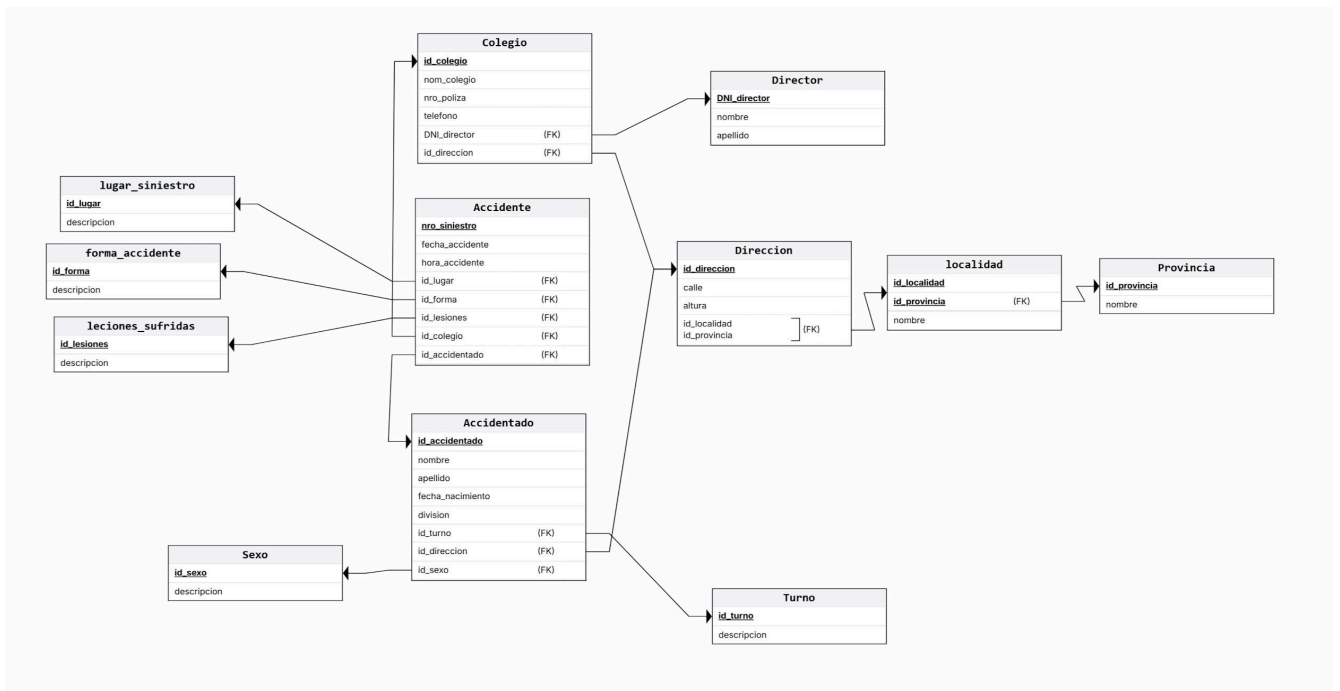 Colegio
id_colegio
nom_colegio
nro_poliza
telefono
DNI_director (FK)
id_direccion (FK)
Director
DNI_director
nombre
apellido
lugar_siniestro
id_lugar
descripcion
forma_accidente
id_forma
descripcion
leciones_sufridas
id_lesiones
descripcion
Accidente
nro_siniestro
fecha_accidente
hora_accidente
id_lugar (FK)
id_forma (FK)
id_lesiones (FK)
id_colegio (FK)
id_accidentado (FK)
Direccion
id_direccion
calle
altura
id_localidad
id_provincia
(FK)
localidad
id_localidad
id_provincia (FK)
nombre
Provincia
id_provincia
nombre
Accidentado
id_accidentado
nombre
apellido
fecha_nacimiento
division
id_turno (FK)
id_direccion (FK)
id_sexo (FK)
Sexo
id_sexo
descripcion
Turno
id_turno
descripcion